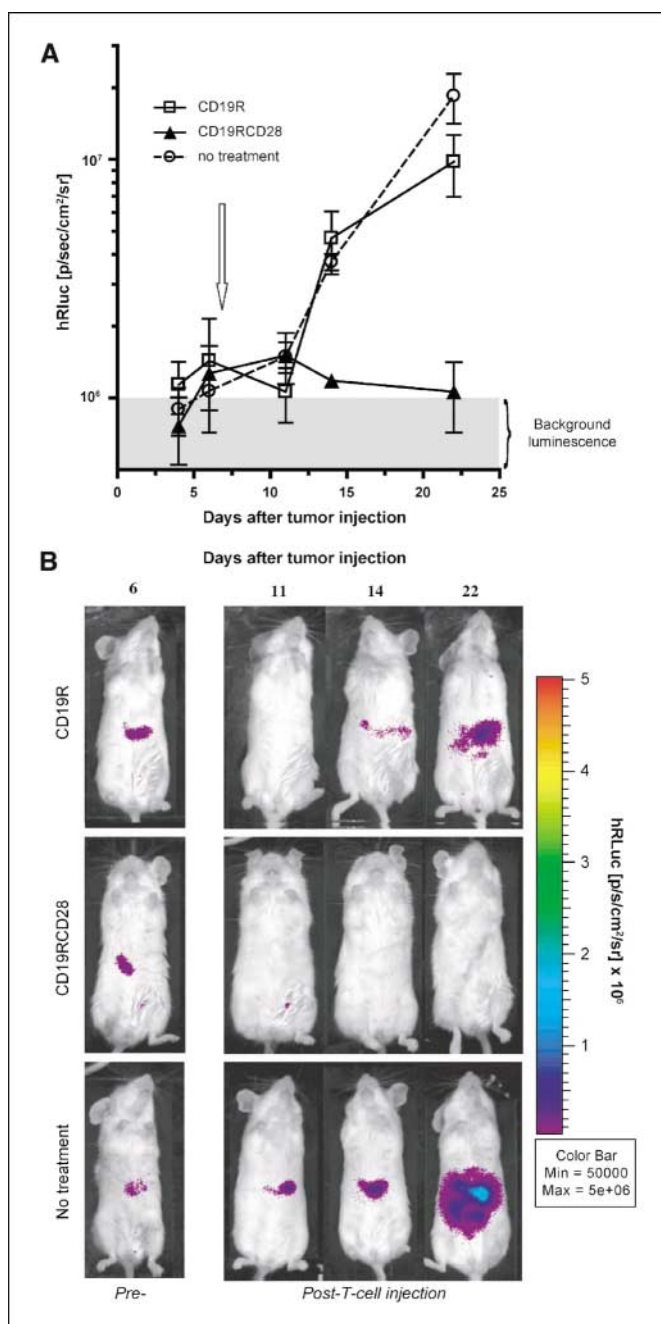 A
CD19R
CD19RCD28
no treatment
hRluc [p/sec/cm²/sr]
10⁷
10⁶
Background
luminescence
0 5 10 15 20 25
Days after tumor injection
B
Days after tumor injection
6 11 14 22
CD19R
CD19RCD28
No treatment
5
4
3
2
1
hRLuc [p/s/cm²/sr] x 10⁶
Color Bar
Min = 50000
Max = 5e+06
Pre- Post-T-cell injection